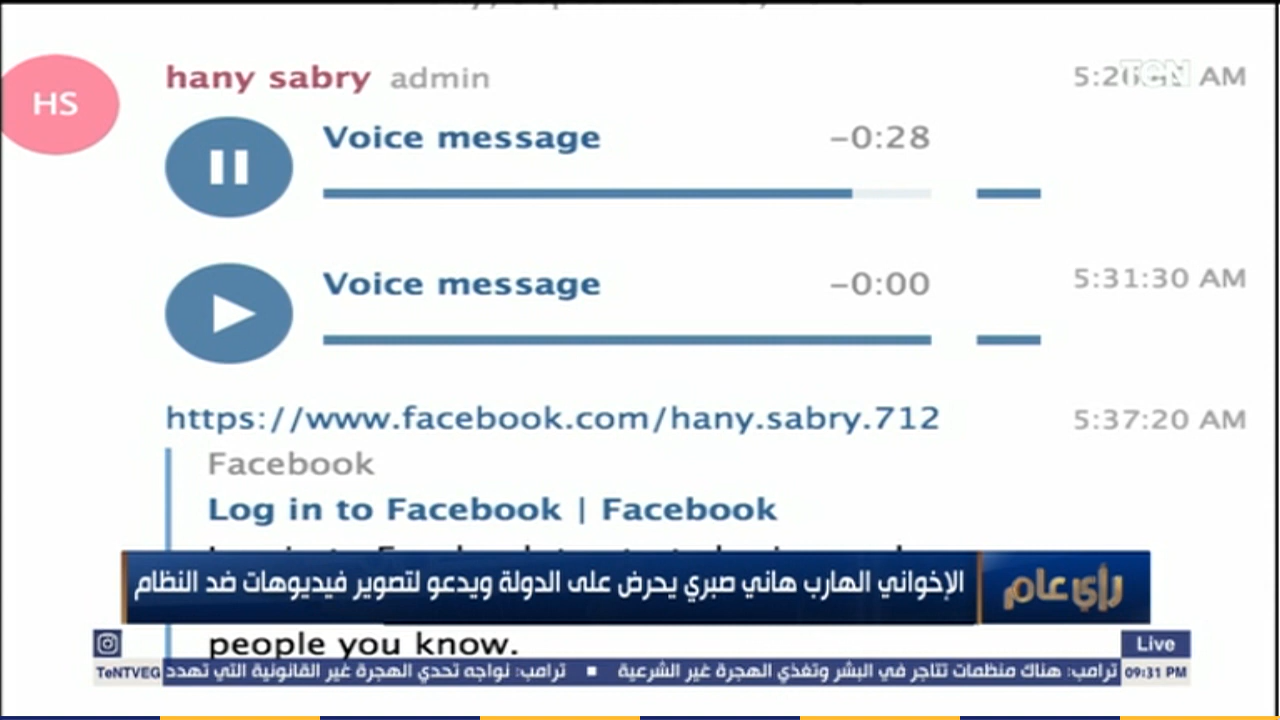 hany sabry admin
5:2 AM
TeN
HS
Voice message -0:28
Voice message -0:00
5:31:30 AM
https://www.facebook.com/hany.sabry.712
5:37:20 AM
Facebook
Log in to Facebook | Facebook
رأي عام
الإخواني الهارب هاني صبري يحرض على الدولة ويدعو لتصوير فيديوهات ضد النظام
people you know.
Live
09:31 PM
ترامب: هناك منظمات تتاجر في البشر وتغذي الهجرة غير الشرعية ■ ترامب: نواجه تحدي الهجرة غير القانونية التي تهدد
TeNTVEG